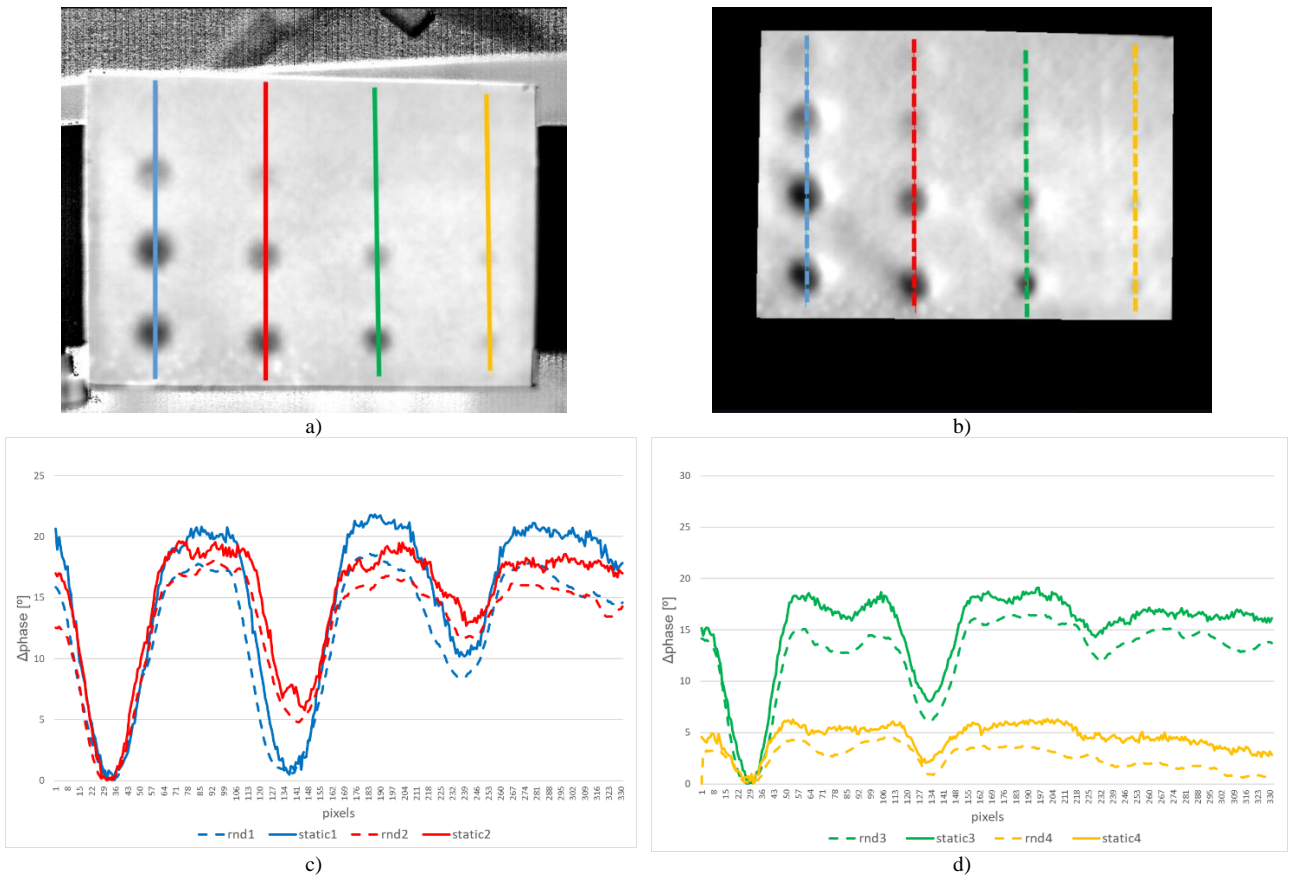 a)
b)
25
20
15
10
5
0
Δphase [º]
1 8 15 22 29 36 43 50 57 64 71 78 85 92 99 106 113 120 127 134 141 148 155 162 169 176 183 190 197 204 211 218 225 232 239 246 253 260 267 274 281 288 295 302 309 316 323 330
pixels
rnd1 static1 rnd2 static2
c)
30
25
20
15
10
5
0
Δphase [º]
1 8 15 22 29 36 43 50 57 64 71 78 85 92 99 106 113 120 127 134 141 148 155 162 169 176 183 190 197 204 211 218 225 232 239 246 253 260 267 274 281 288 295 302 309 316 323 330
pixels
rnd3 static3 rnd4 static4
d)